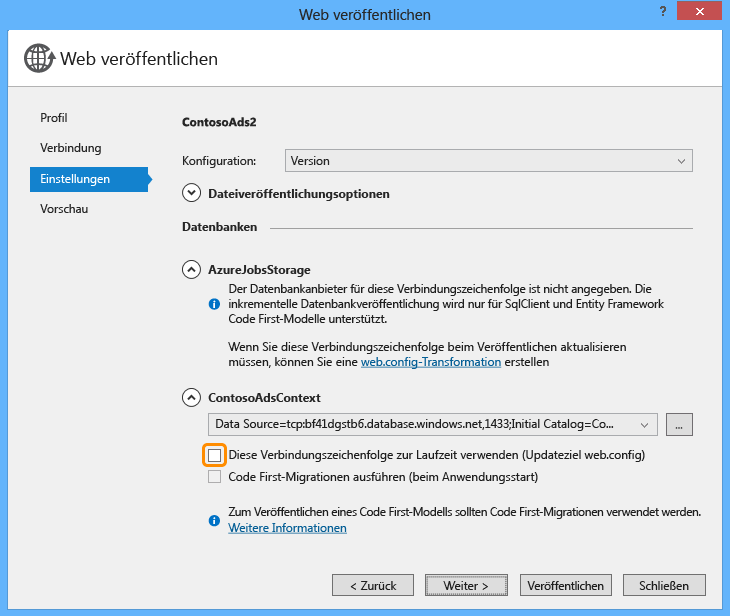 Web veröffentlichen
?
Web veröffentlichen
Profil
Verbindung
Einstellungen
Vorschau
ContosoAds2
Konfiguration:
Version
Dateiveröffentlichungsoptionen
Datenbanken
AzureJobsStorage
Der Datenbankanbieter für diese Verbindungszeichenfolge ist nicht angegeben. Die
inkrementelle Datenbankveröffentlichung wird nur für SqlClient und Entity Framework
Code First-Modelle unterstützt.
Wenn Sie diese Verbindungszeichenfolge beim Veröffentlichen aktualisieren
müssen, können Sie eine web.config-Transformation erstellen
ContosoAdsContext
Data Source=tcp:bf41dgstb6.database.windows.net,1433;Initial Catalog=Co...
...
Diese Verbindungszeichenfolge zur Laufzeit verwenden (Updateziel web.config)
Code First-Migrationen ausführen (beim Anwendungsstart)
Zum Veröffentlichen eines Code First-Modells sollten Code First-Migrationen verwendet werden.
Weitere Informationen
< Zurück
Weiter >
Veröffentlichen
Schließen